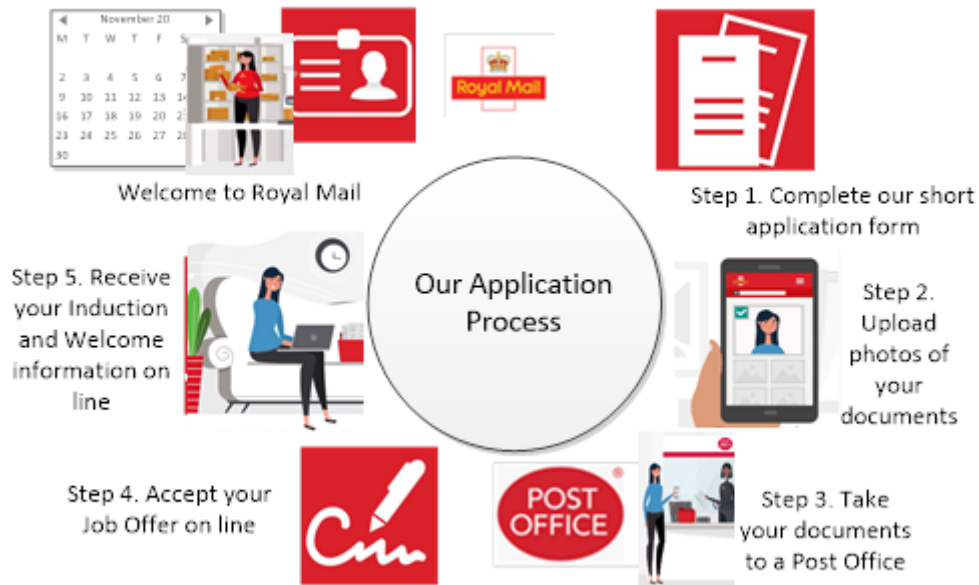 November 20
M T W T F S
2 3 4 5 6 7
9 10 11 12 13 14
16 17 18 19 20
23 24 25 26 27 28
30
Royal Mail
Welcome to Royal Mail
Step 1. Complete our short
application form
Our Application
Process
Step 2.
Upload
photos of
your
documents
POST
OFFICE
Step 3. Take
your documents
to a Post Office
Step 4. Accept your
Job Offer on line
Step 5. Receive
your Induction
and Welcome
information on
line